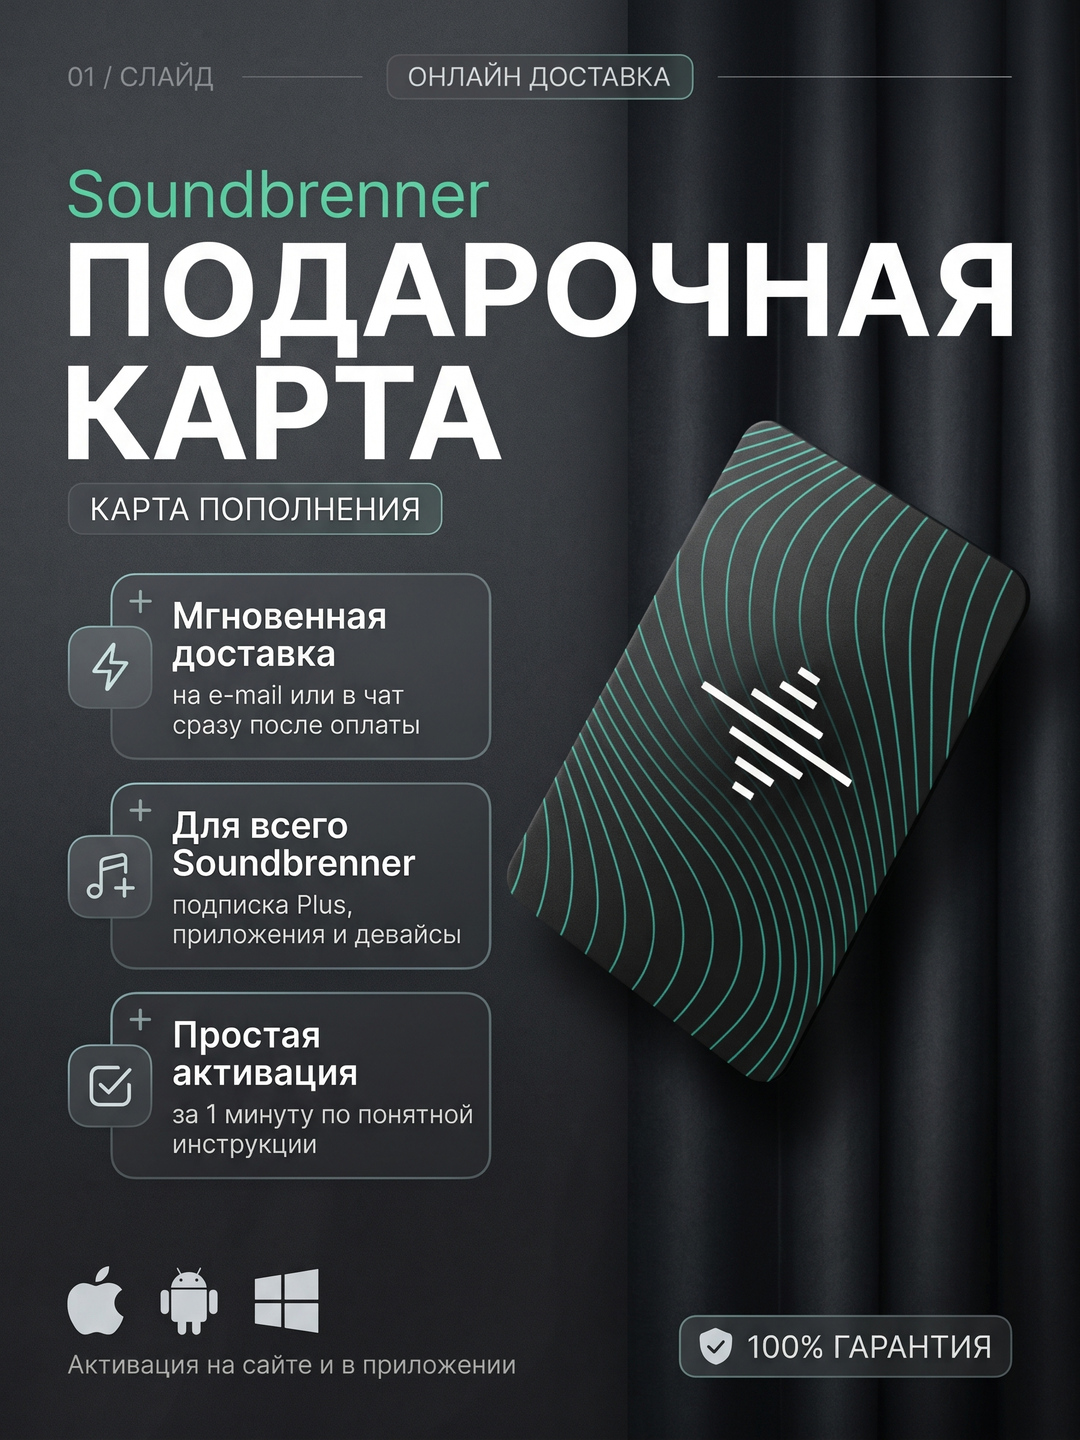 01 / СЛАЙД
ОНЛАЙН ДОСТАВКА
Soundbrenner
ПОДАРОЧНАЯ
КАРТА
КАРТА ПОПОЛНЕНИЯ
Мгновенная
доставка
на e-mail или в чат
сразу после оплаты
Для всего
Soundbrenner
подписка Plus,
приложения и девайсы
Простая
активация
за 1 минуту по понятной
инструкции
Активация на сайте и в приложении
100% ГАРАНТИЯ